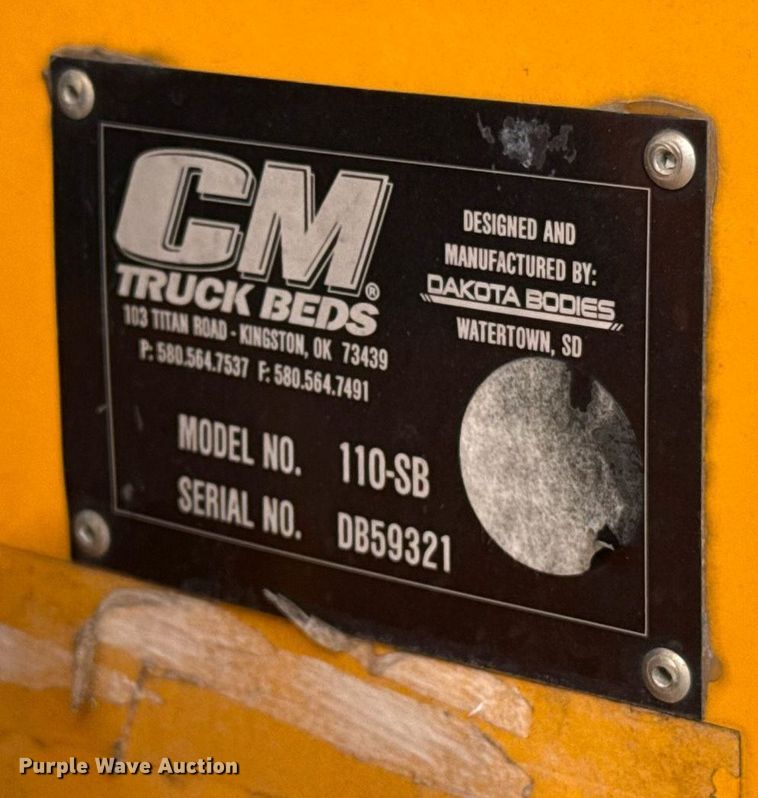 CM®
TRUCK BEDS
103 TITAN ROAD - KINGSTON, OK 73439
P: 580.564.7537 F: 580.564.7491
DESIGNED AND
MANUFACTURED BY:
DAKOTA BODIES
WATERTOWN, SD
MODEL NO. 110-SB
SERIAL NO. DB59321
Purple Wave Auction